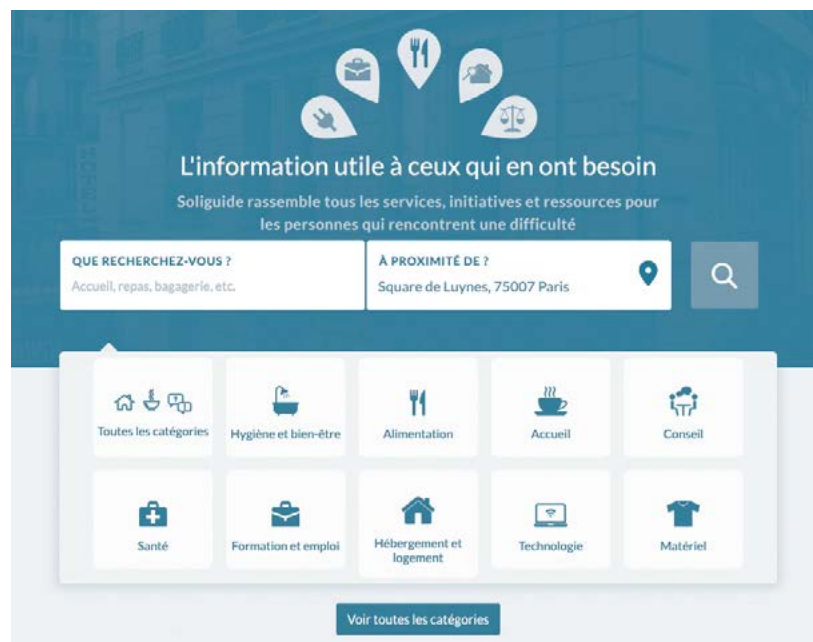 L'information utile à ceux qui en ont besoin
Soliguide rassemble tous les services, initiatives et ressources pour
les personnes qui rencontrent une difficulté
QUE RECHERCHEZ-VOUS ?
Accueil, repas, bagagerie, etc.
À PROXIMITÉ DE ?
Square de Luynes, 75007 Paris
Toutes les catégories
Hygiène et bien-être
Alimentation
Accueil
Conseil
Santé
Formation et emploi
Hébergement et
logement
Technologie
Matériel
Voir toutes les catégories